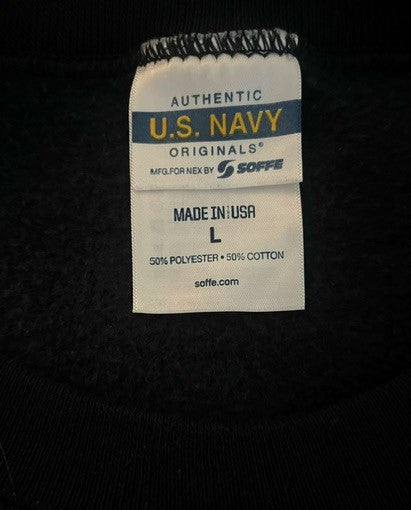 AUTHENTIC
U.S. NAVY
ORIGINALS®
MFG.FOR NEX BY SOFFE
MADE IN USA
L
50% POLYESTER • 50% COTTON
soffe.com